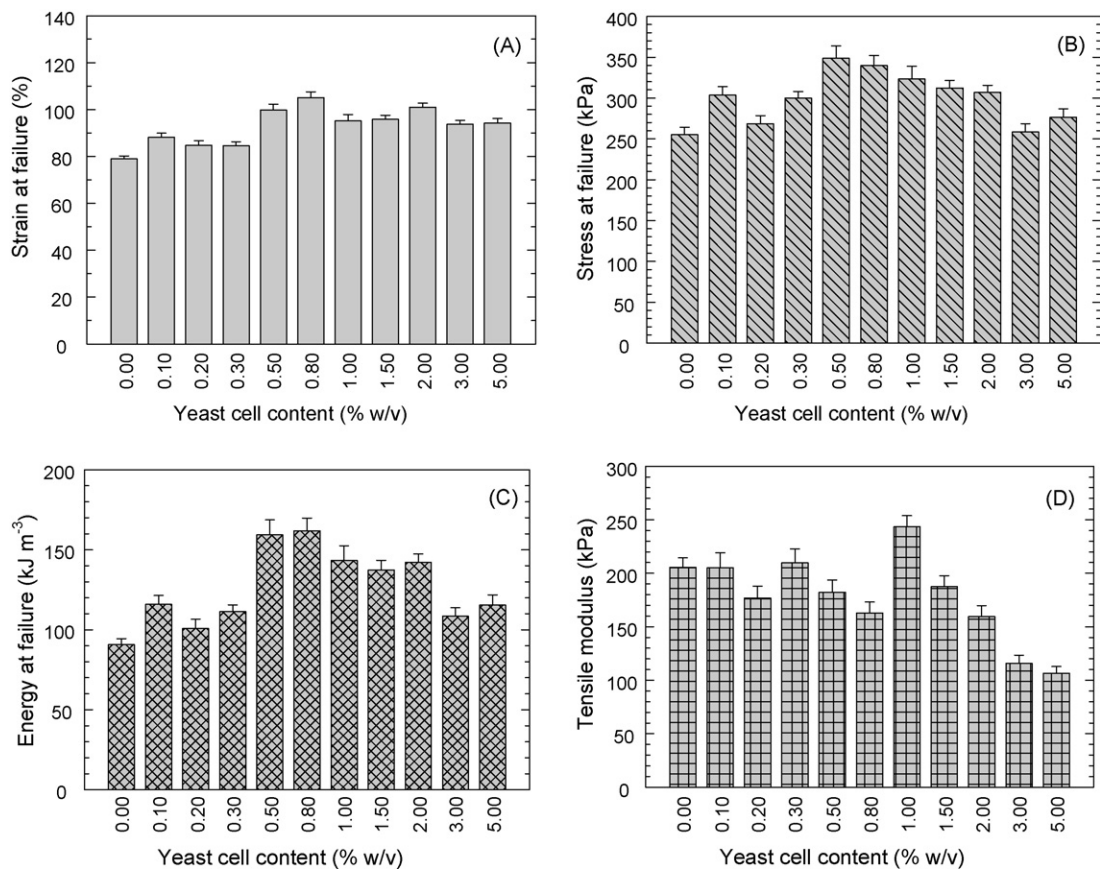 (A)
Strain at failure (%)
140
120
100
80
60
40
20
0
0.00 0.10 0.20 0.30 0.50 0.80 1.00 1.50 2.00 3.00 5.00
Yeast cell content (% w/v)
(B)
Stress at failure (kPa)
400
350
300
250
200
150
100
50
0
0.00 0.10 0.20 0.30 0.50 0.80 1.00 1.50 2.00 3.00 5.00
Yeast cell content (% w/v)
(C)
Energy at failure (kJ m⁻³)
200
150
100
50
0
0.00 0.10 0.20 0.30 0.50 0.80 1.00 1.50 2.00 3.00 5.00
Yeast cell content (% w/v)
(D)
Tensile modulus (kPa)
300
250
200
150
100
50
0
0.00 0.10 0.20 0.30 0.50 0.80 1.00 1.50 2.00 3.00 5.00
Yeast cell content (% w/v)